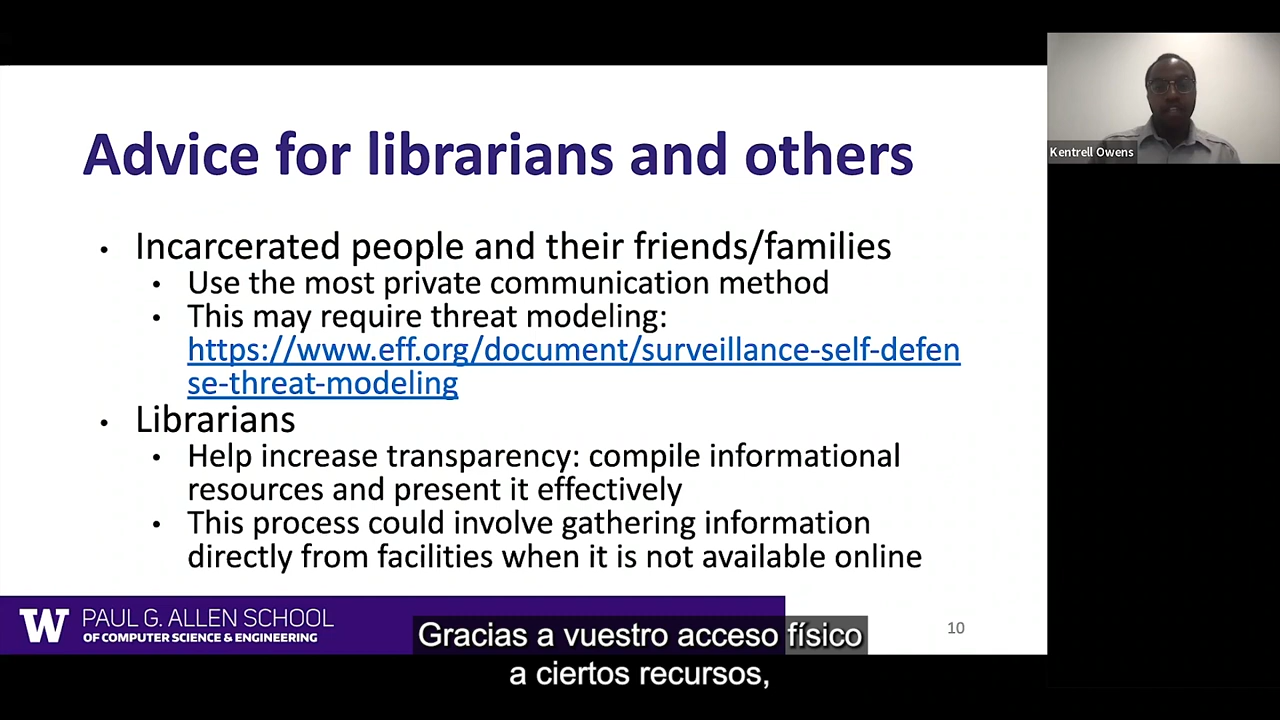 Advice for librarians and others
Kentrell Owens
• Incarcerated people and their friends/families
• Use the most private communication method
• This may require threat modeling:
https://www.eff.org/document/surveillance-self-defen
se-threat-modeling
• Librarians
• Help increase transparency: compile informational
resources and present it effectively
• This process could involve gathering information
directly from facilities when it is not available online
W PAUL G. ALLEN SCHOOL
OF COMPUTER SCIENCE & ENGINEERING
10
Gracias a vuestro acceso físico
a ciertos recursos,